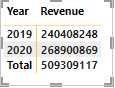 Year Revenue
2019 240408248
2020 268900869
Total 509309117